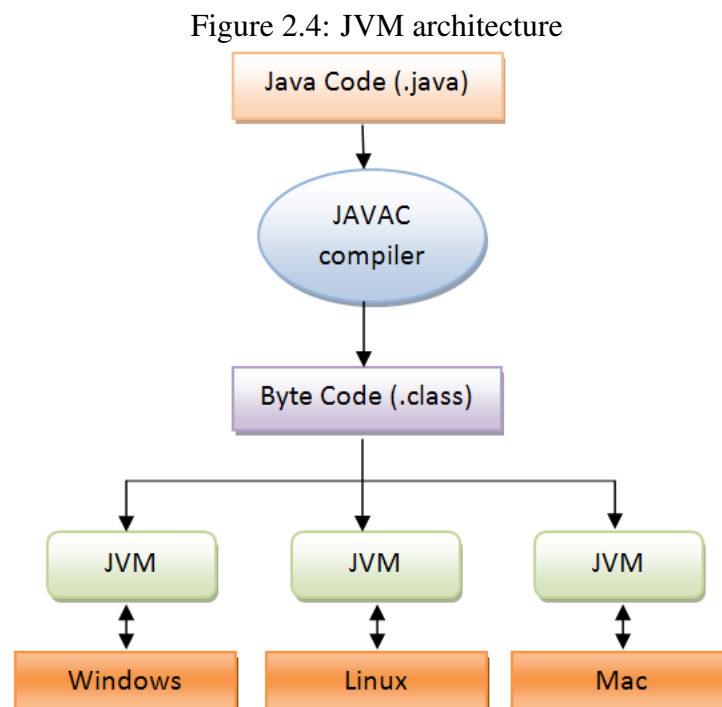 Figure 2.4: JVM architecture
Java Code (.java)
JAVAC
compiler
Byte Code (.class)
JVM
JVM
JVM
Windows
Linux
Mac